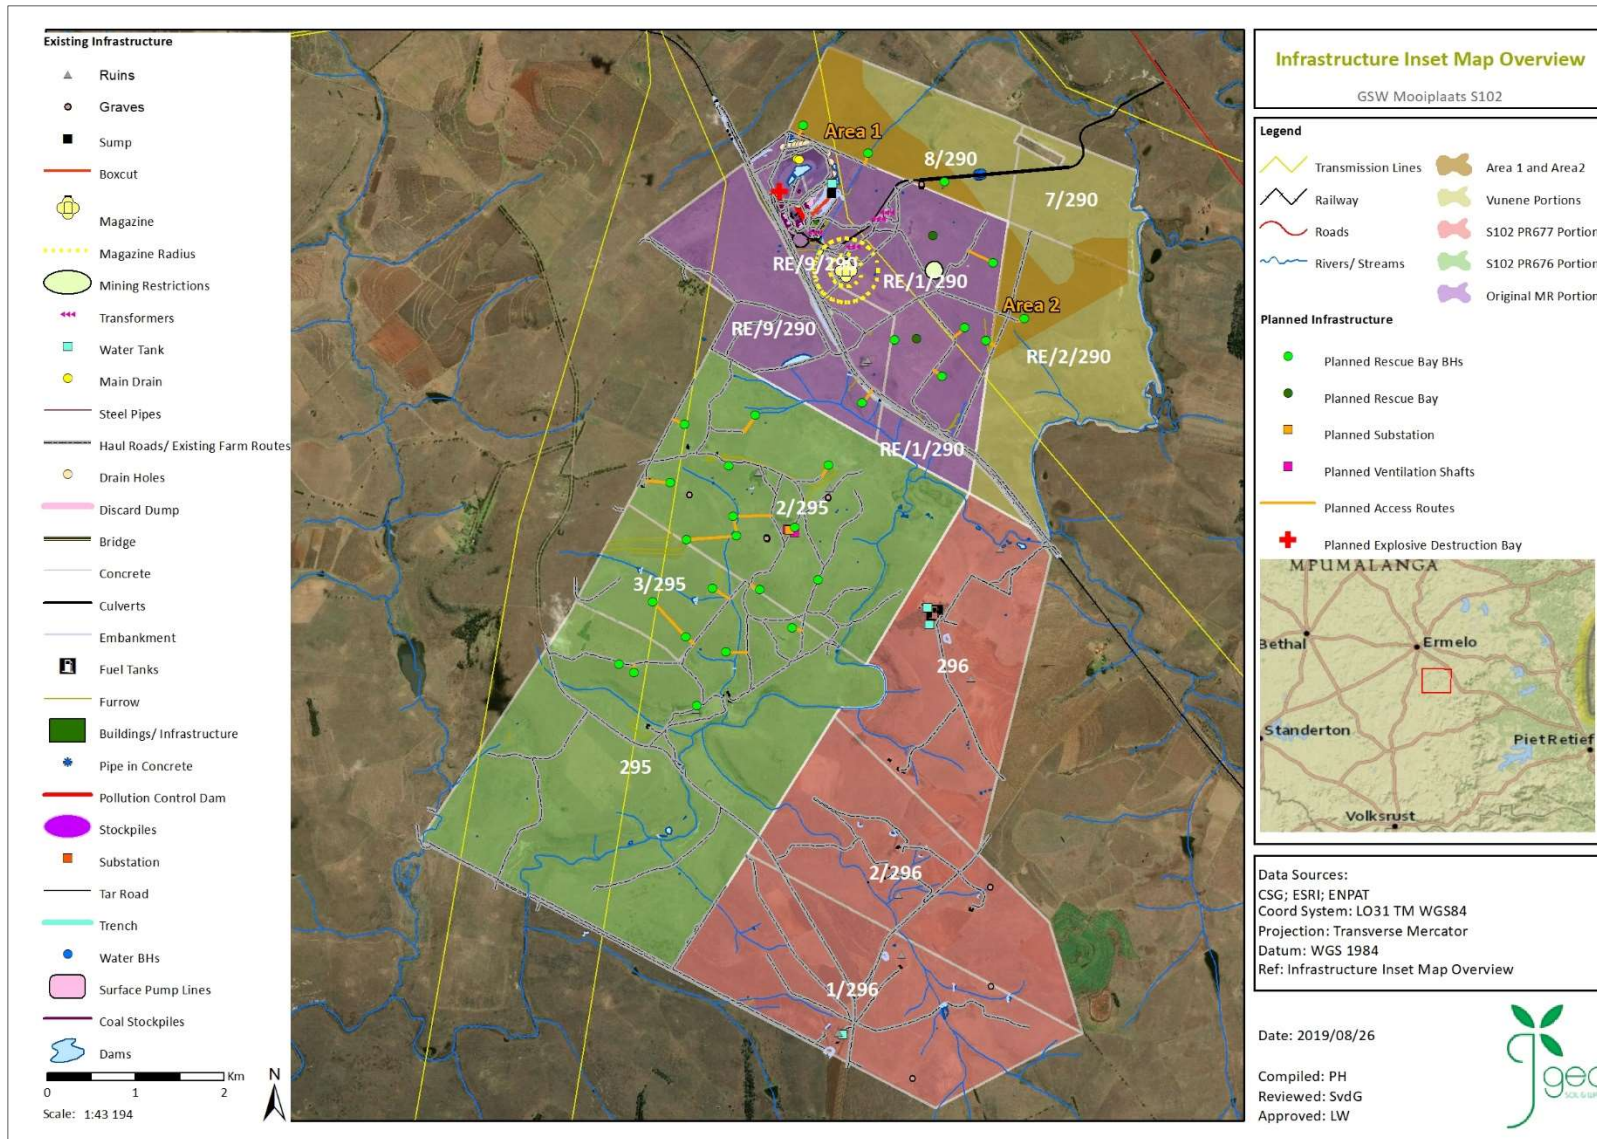 Existing Infrastructure
Ruins
Graves
Sump
Boxcut
Magazine
Magazine Radius
Mining Restrictions
Transformers
Water Tank
Main Drain
Steel Pipes
Haul Roads/ Existing Farm Routes
Drain Holes
Discard Dump
Bridge
Concrete
Culverts
Embankment
Fuel Tanks
Furrow
Buildings/ Infrastructure
Pipe in Concrete
Pollution Control Dam
Stockpiles
Substation
Tar Road
Trench
Water BHs
Surface Pump Lines
Coal Stockpiles
Dams
Km
0 1 2
Scale: 1:43 194
N
Area 1
8/290
7/290
RE/9/290
RE/1/290
Area 2
RE/9/290
RE/2/290
RE/1/290
2/295
3/295
296
295
2/296
1/296
Infrastructure Inset Map Overview
GSW Mooiplaats S102
Legend
Transmission Lines
Railway
Roads
Rivers/ Streams
Area 1 and Area2
Vunene Portions
S102 PR677 Portion
S102 PR676 Portion
Original MR Portion
Planned Infrastructure
Planned Rescue Bay BHs
Planned Rescue Bay
Planned Substation
Planned Ventilation Shafts
Planned Access Routes
Planned Explosive Destruction Bay
MPUMALANGA
Bethal
Ermelo
Standerton
Piet Retief
Volksrust
Data Sources:
CSG; ESRI; ENPAT
Coord System: LO31 TM WGS84
Projection: Transverse Mercator
Datum: WGS 1984
Ref: Infrastructure Inset Map Overview
Date: 2019/08/26
Compiled: PH
Reviewed: SvdG
Approved: LW
geo